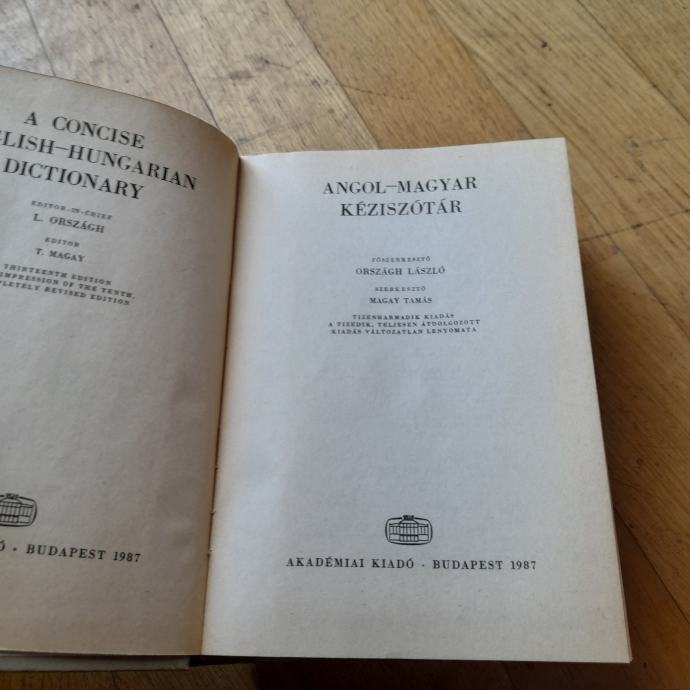 A CONCISE
HUNGARIAN
DICTIONARY
EDITOR-IN-CHIEF
L. ORSZÁGH
EDITOR
T. MAGAY
THIRTEENTH EDITION
IMPRESSION OF THE TENTH,
REVISED EDITION
· BUDAPEST 1987
ANGOL–MAGYAR
KÉZISZÓTÁR
FŐSZERKESZTŐ
ORSZÁGH LÁSZLÓ
SZERKESZTŐ
MAGAY TAMÁS
TIZENHARMADIK KIADÁS
A TIZEDIK, TELJESEN ÁTDOLGOZOTT
KIADÁS VÁLTOZATLAN LENYOMATA
AKADÉMIAI KIADÓ · BUDAPEST 1987